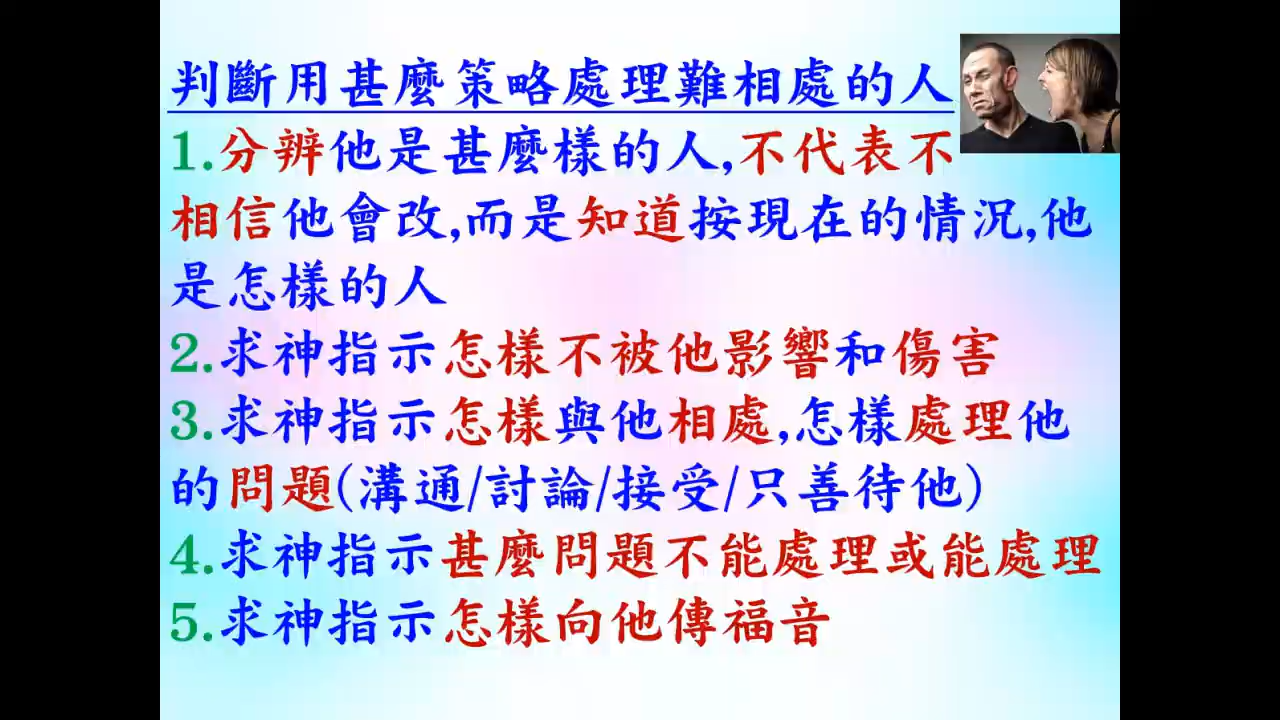 判斷用甚麼策略處理難相處的人
1.分辨他是甚麼樣的人,不代表不
相信他會改,而是知道按現在的情況,他
是怎樣的人
2.求神指示怎樣不被他影響和傷害
3.求神指示怎樣與他相處,怎樣處理他
的問題(溝通/討論/接受/只善待他)
4.求神指示甚麼問題不能處理或能處理
5.求神指示怎樣向他傳福音